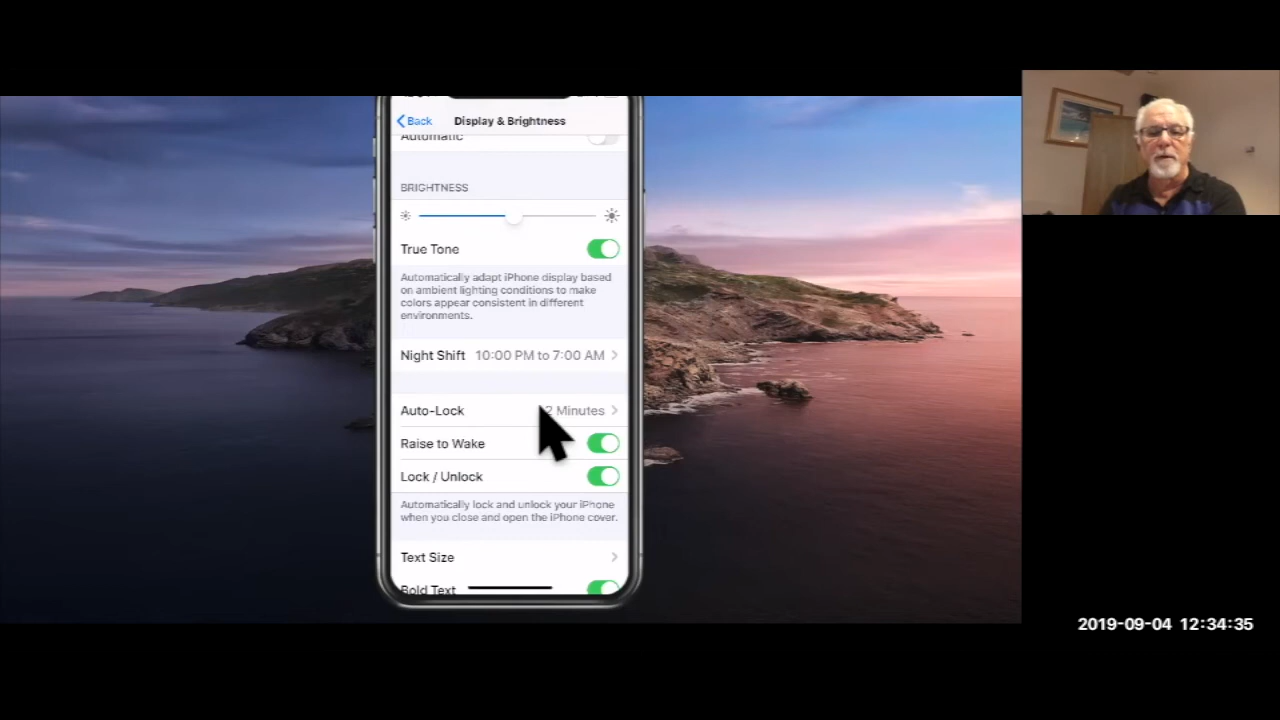 Back Display & Brightness
Automatic
BRIGHTNESS
True Tone
Automatically adapt iPhone display based
on ambient lighting conditions to make
colors appear consistent in different
environments.
Night Shift 10:00 PM to 7:00 AM
Auto-Lock 2 Minutes
Raise to Wake
Lock / Unlock
Automatically lock and unlock your iPhone
when you close and open the iPhone cover.
Text Size
Bold Text
2019-09-04 12:34:35